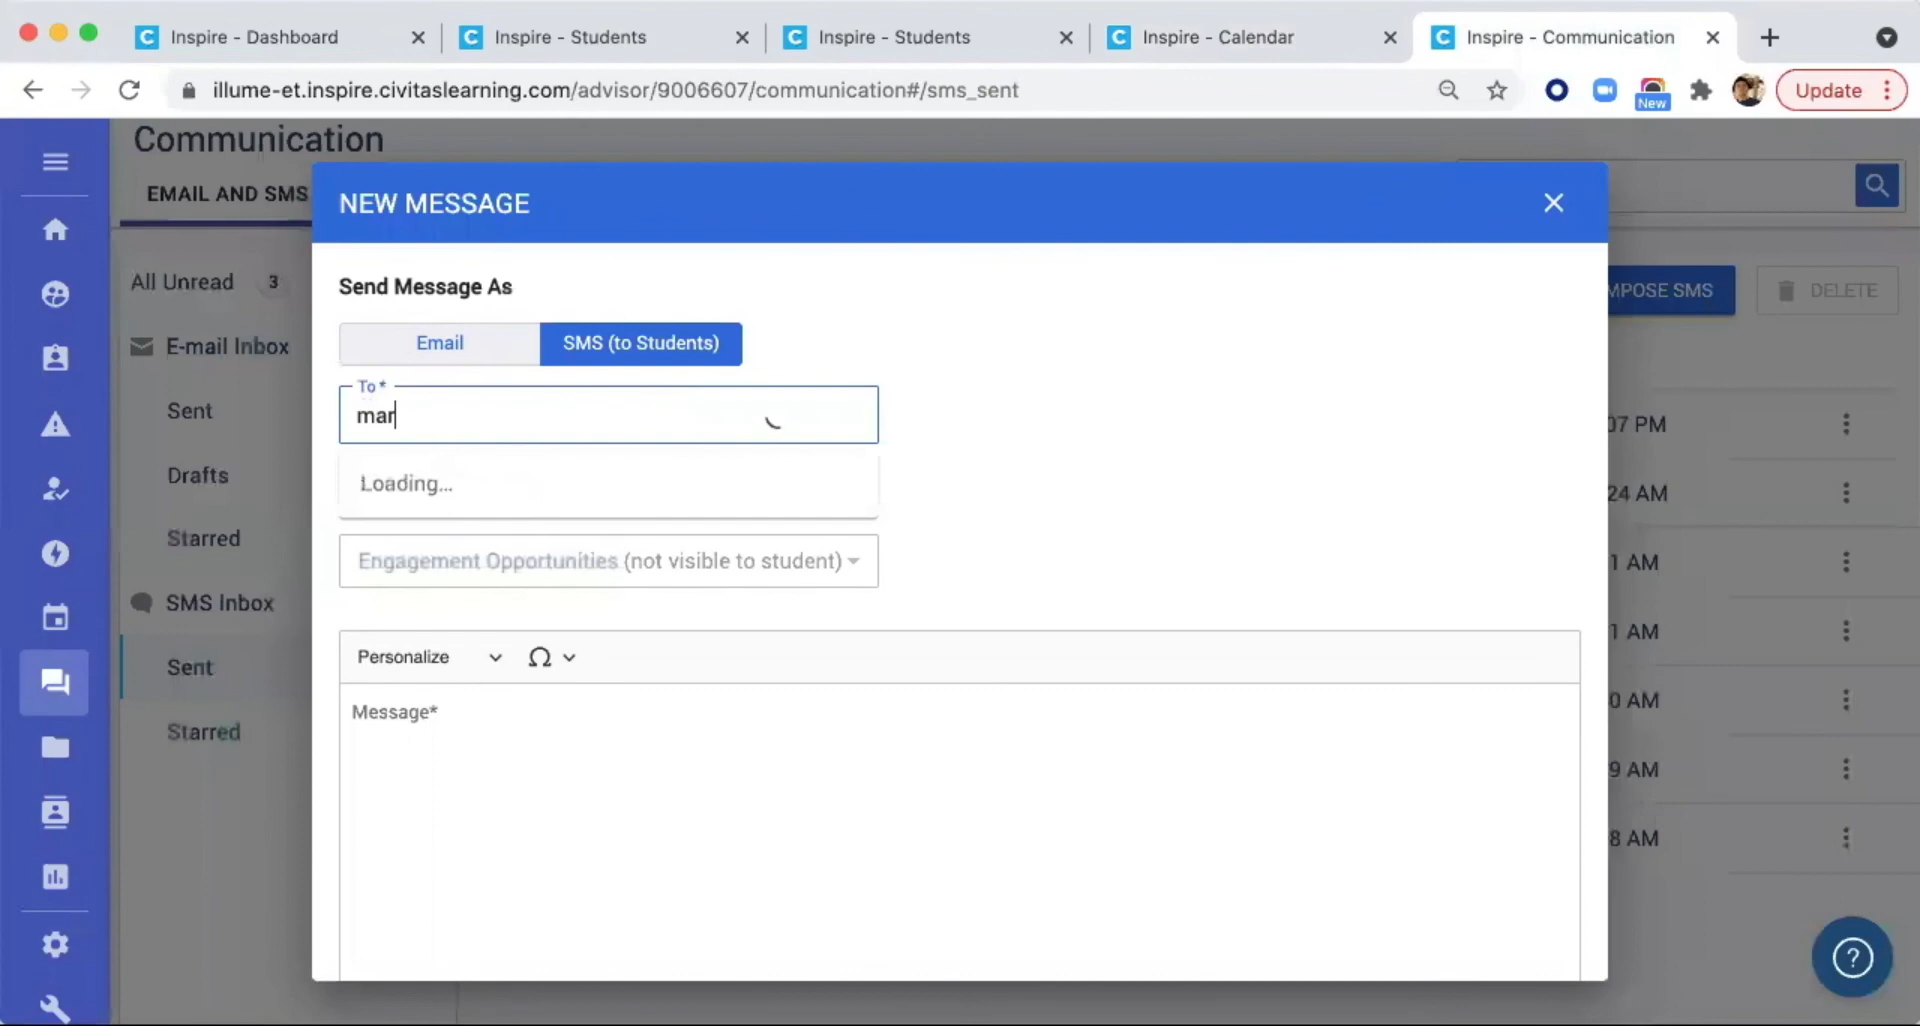 Inspire - Dashboard
Inspire - Students
Inspire - Students
Inspire - Calendar
Inspire - Communication
illume-et.inspire.civitaslearning.com/advisor/9006607/communication#/sms_sent
New
Update
Communication
EMAIL AND SMS
NEW MESSAGE
All Unread 3
E-mail Inbox
Sent
Drafts
Starred
SMS Inbox
Sent
Starred
Send Message As
Email
SMS (to Students)
To*
mar
Loading...
Engagement Opportunities (not visible to student)
Personalize
Ω
Message*
MPOSE SMS
DELETE
07 PM
24 AM
1 AM
1 AM
0 AM
9 AM
8 AM
?